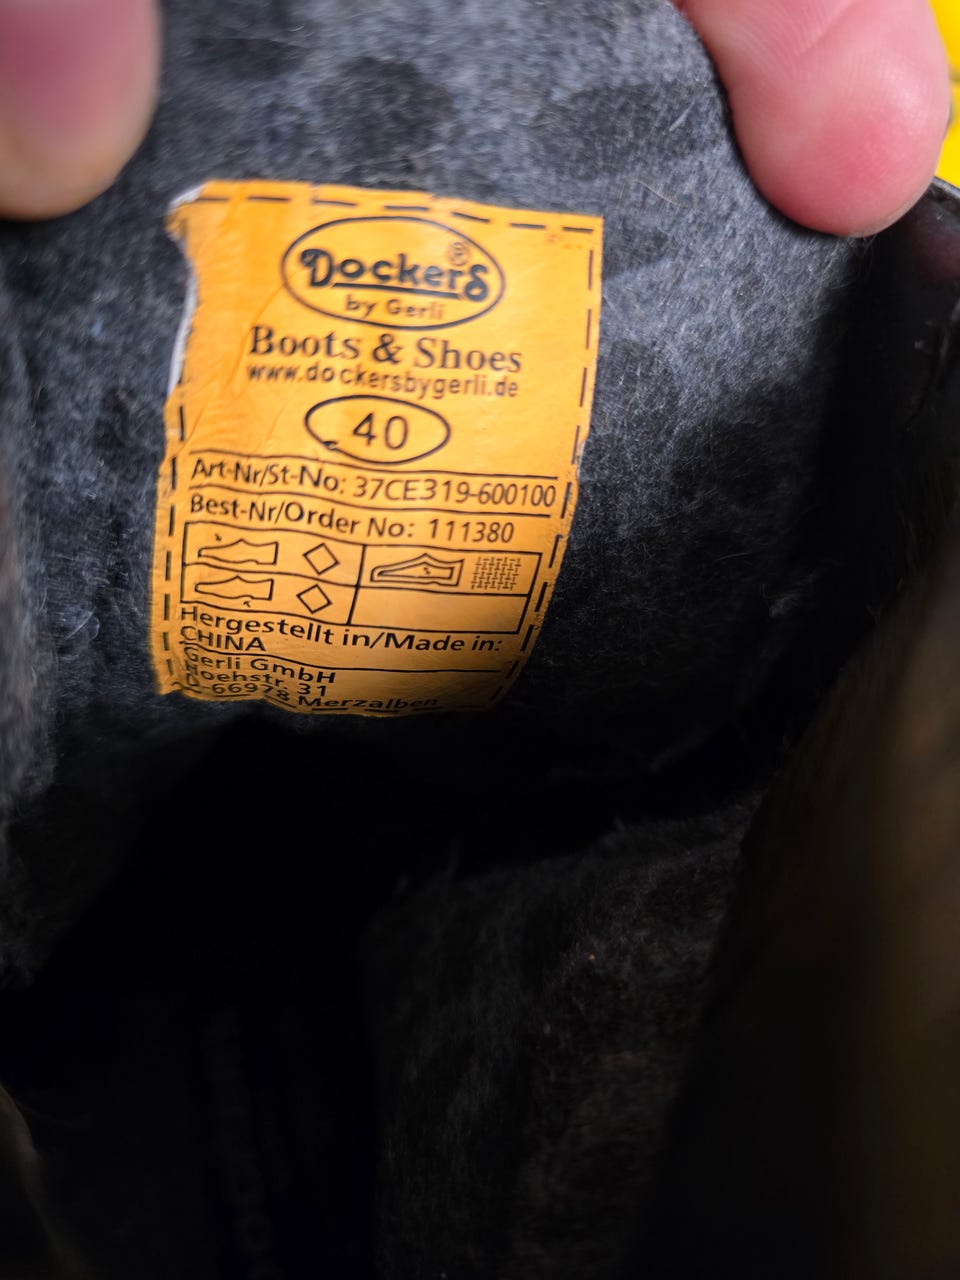 Dockers®
by Gerli
Boots & Shoes
www.dockersbygerli.de
40
Art-Nr/St-No: 37CE319-600100
Best-Nr/Order No: 111380
Hergestellt in/Made in:
CHINA
Gerli GmbH
Hoehstr. 31
D-66978 Merzalben